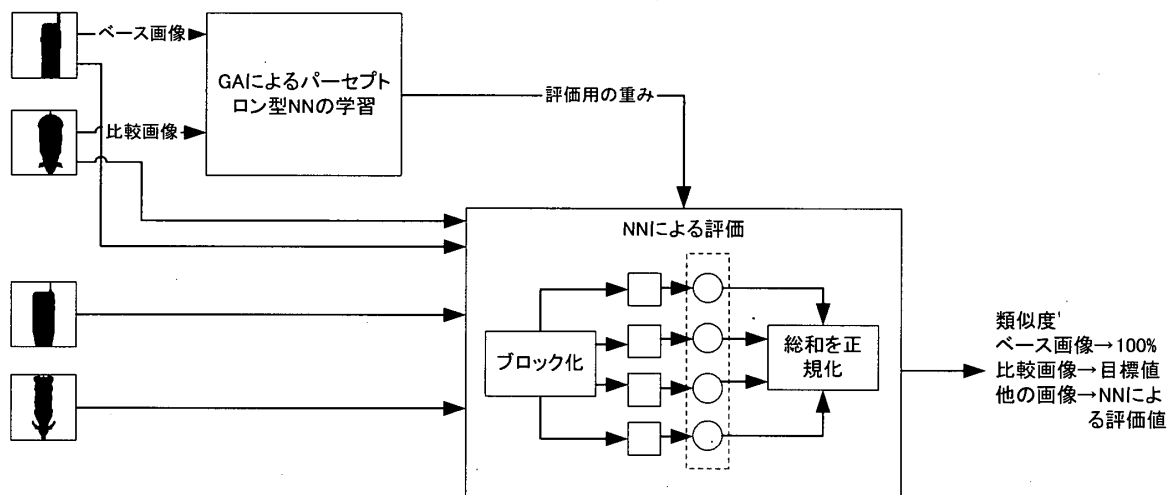 ベース画像
GAによるパーセプト
ロン型NNの学習
評価用の重み
比較画像
NNによる評価
ブロック化
総和を正
規化
類似度
ベース画像→100%
比較画像→目標値
他の画像→NNによ
る評価値